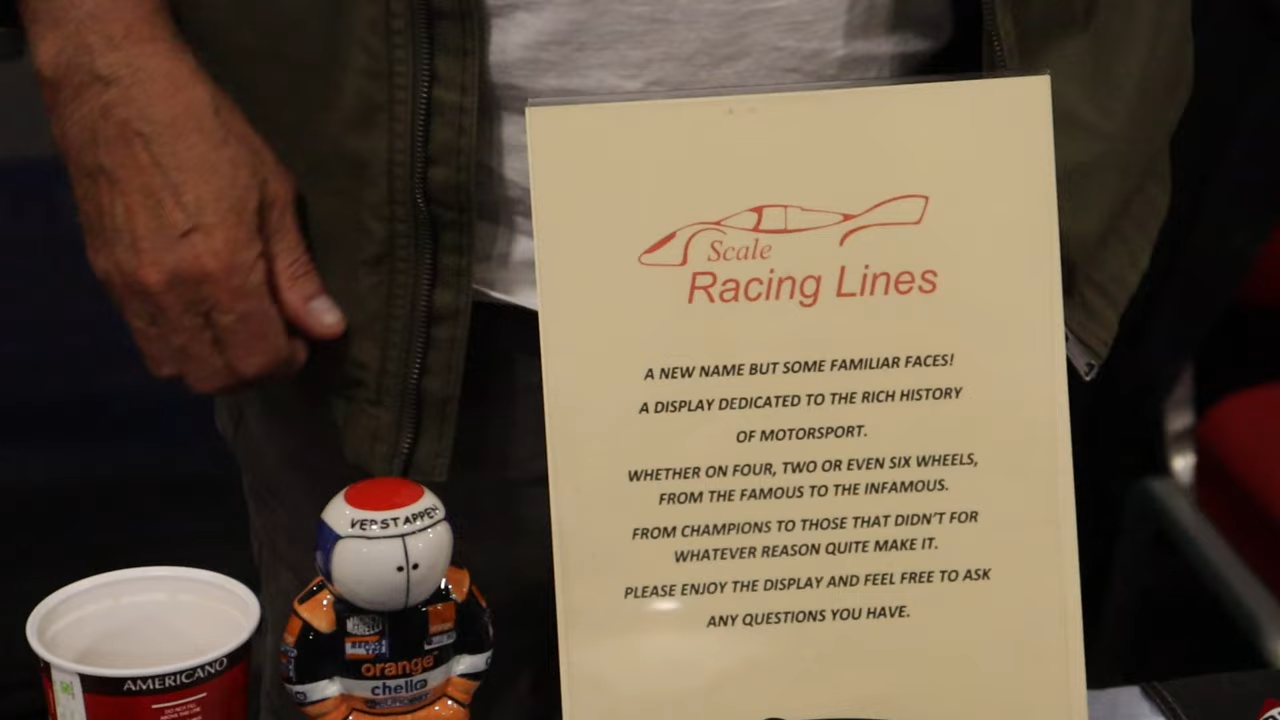 Scale
Racing Lines
A NEW NAME BUT SOME FAMILIAR FACES!
A DISPLAY DEDICATED TO THE RICH HISTORY
OF MOTORSPORT.
WHETHER ON FOUR, TWO OR EVEN SIX WHEELS,
FROM THE FAMOUS TO THE INFAMOUS.
FROM CHAMPIONS TO THOSE THAT DIDN'T FOR
WHATEVER REASON QUITE MAKE IT.
PLEASE ENJOY THE DISPLAY AND FEEL FREE TO ASK
ANY QUESTIONS YOU HAVE.
VERSTAPPEN
orange™
chello
AMERICANO